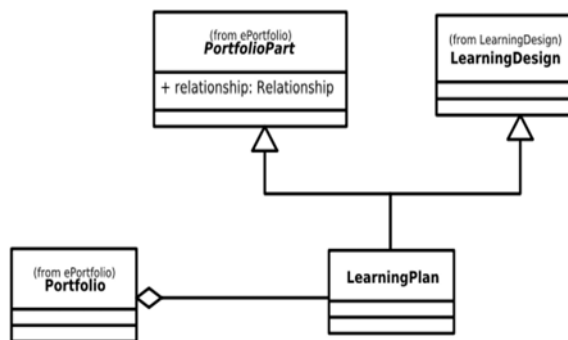 (from ePortfolio)
PortfolioPart
+ relationship: Relationship
(from LearningDesign)
LearningDesign
(from ePortfolio)
Portfolio
LearningPlan